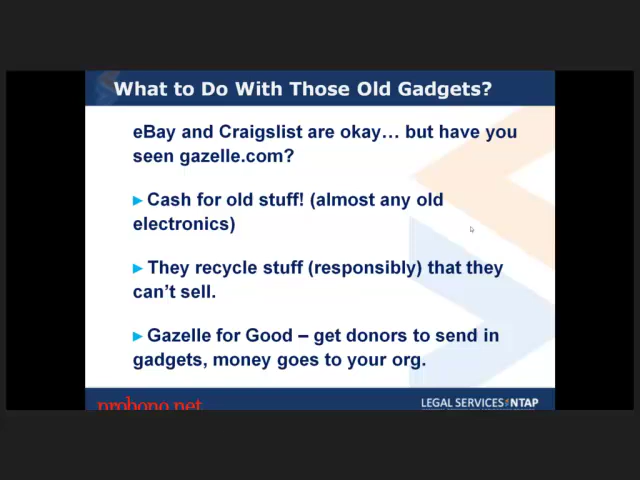 What to Do With Those Old Gadgets?
eBay and Craigslist are okay… but have you
seen gazelle.com?
►Cash for old stuff! (almost any old
electronics)
►They recycle stuff (responsibly) that they
can’t sell.
►Gazelle for Good – get donors to send in
gadgets, money goes to your org.
probono.net
LEGAL SERVICES NTAP